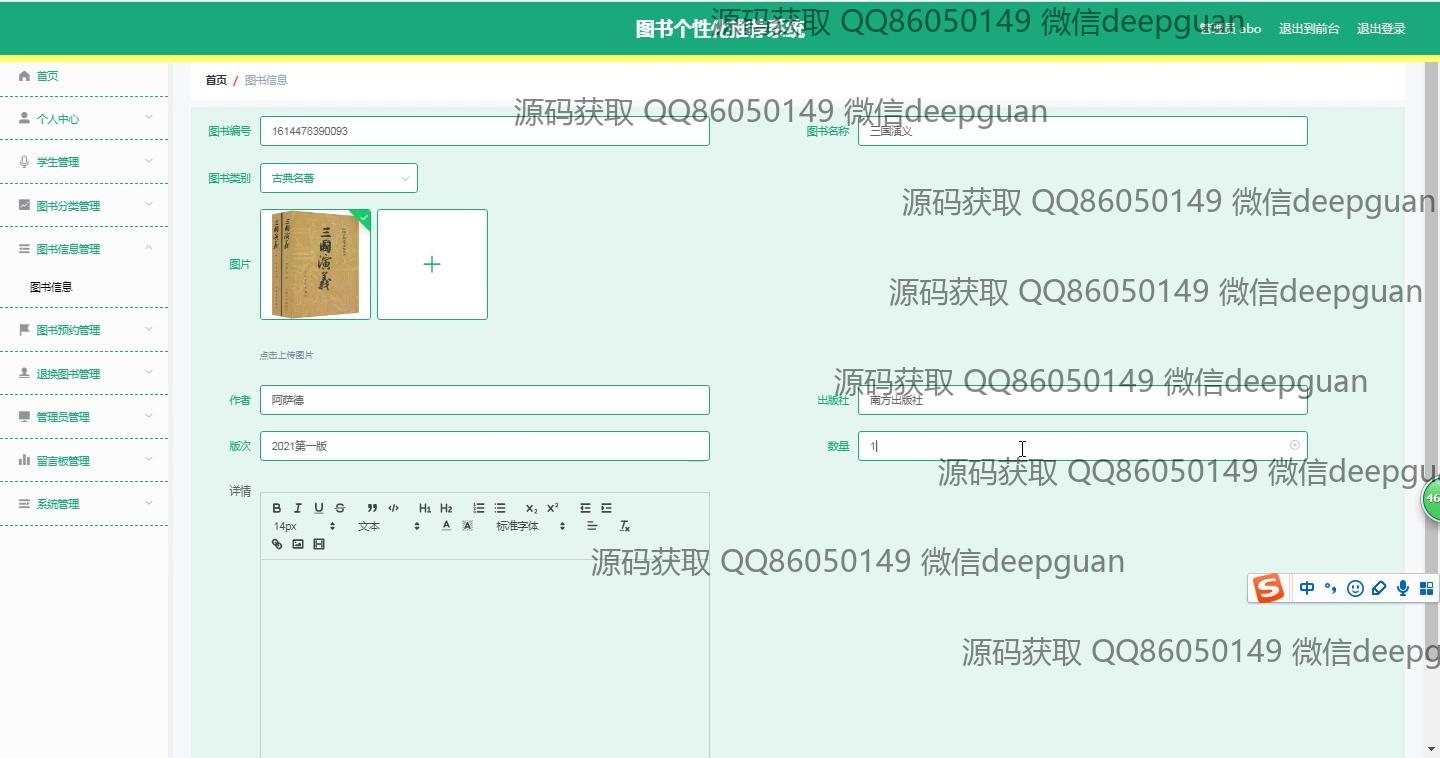 图书个性化推荐系统
源码获取 QQ86050149 微信deepguan
管理员 abo 退出到前台 退出登录
首页
个人中心
学生管理
图书分类管理
图书信息管理
图书信息
图书预约管理
退换图书管理
管理员管理
留言板管理
系统管理
首页 / 图书信息
源码获取 QQ86050149 微信deepguan
图书编号 1614478390093 图书名称 三国演义
图书类别 古典名著
源码获取 QQ86050149 微信deepguan
图片
三國演義
源码获取 QQ86050149 微信deepguan
点击上传图片
源码获取 QQ86050149 微信deepguan
作者 阿萨德 出版社 南方出版社
版次 2021第一版 数量 1
源码获取 QQ86050149 微信deepgu
详情
B I U S H1 H2 X2 X2
14px 文本 A A 标准字体 Tx
源码获取 QQ86050149 微信deepguan
46
中
源码获取 QQ86050149 微信deepg